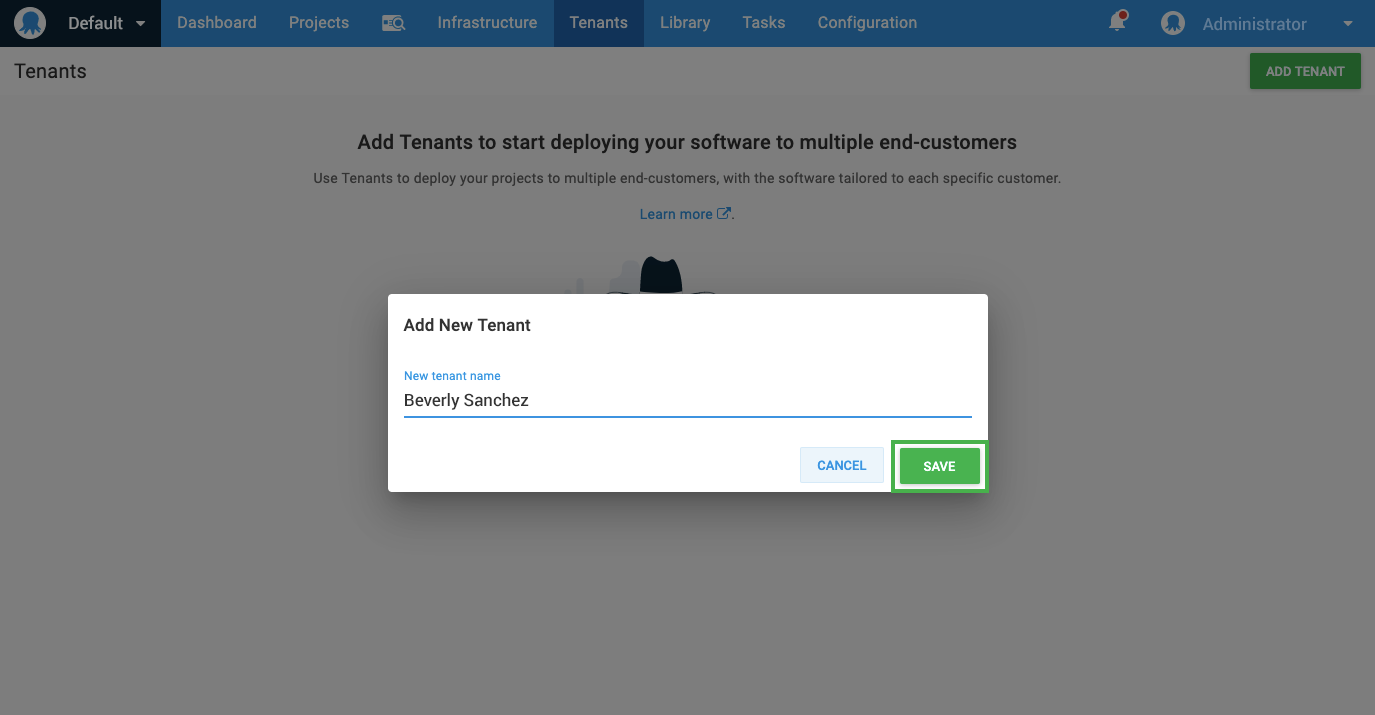 Default Dashboard Projects Infrastructure Tenants Library Tasks Configuration Administrator
Tenants ADD TENANT
Add Tenants to start deploying your software to multiple end-customers
Use Tenants to deploy your projects to multiple end-customers, with the software tailored to each specific customer.
Learn more .
Add New Tenant
New tenant name
Beverly Sanchez
CANCEL SAVE